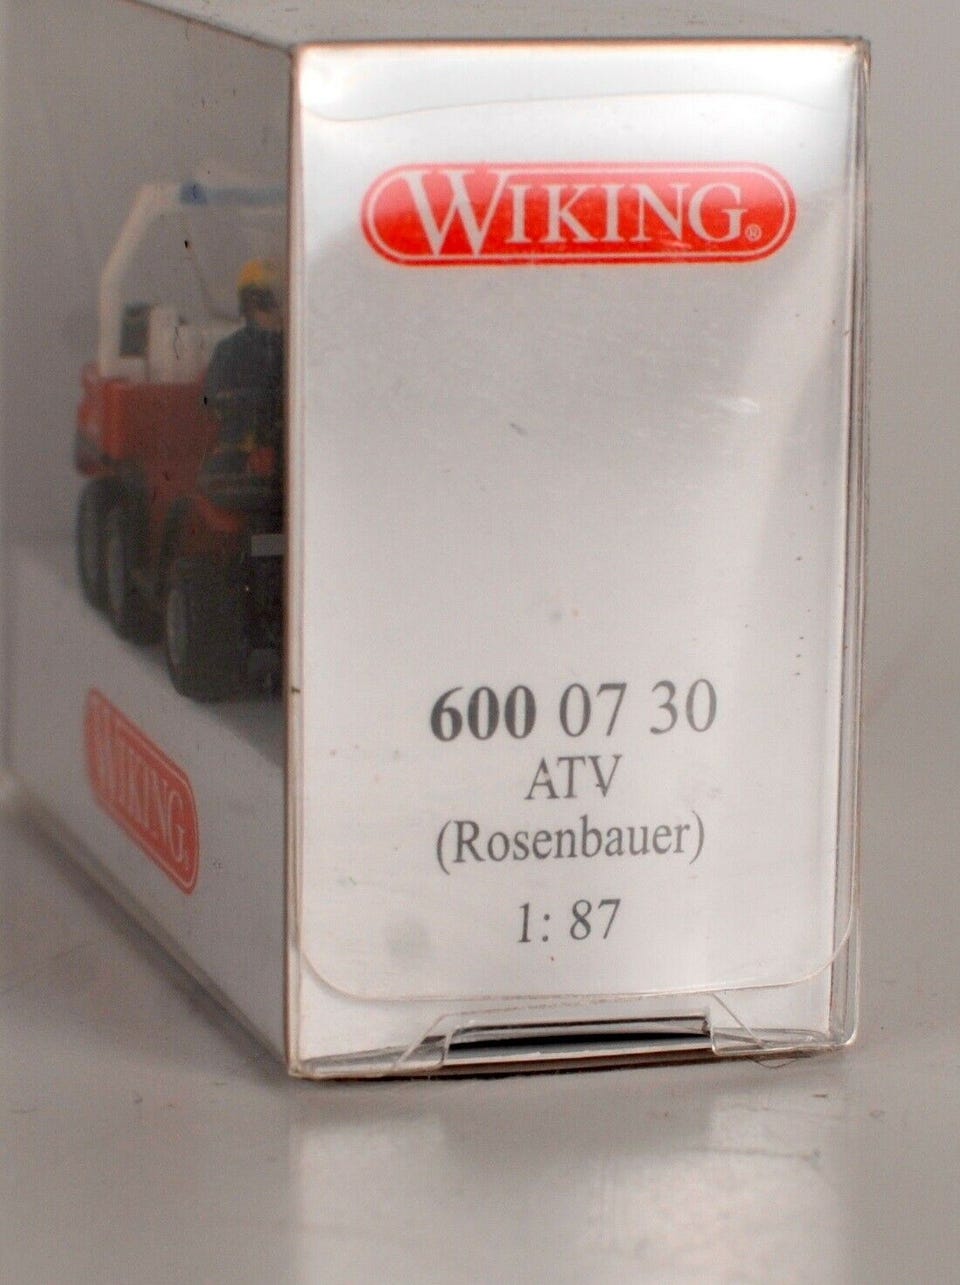 WIKING®
600 07 30
ATV
(Rosenbauer)
1: 87
WIKING®